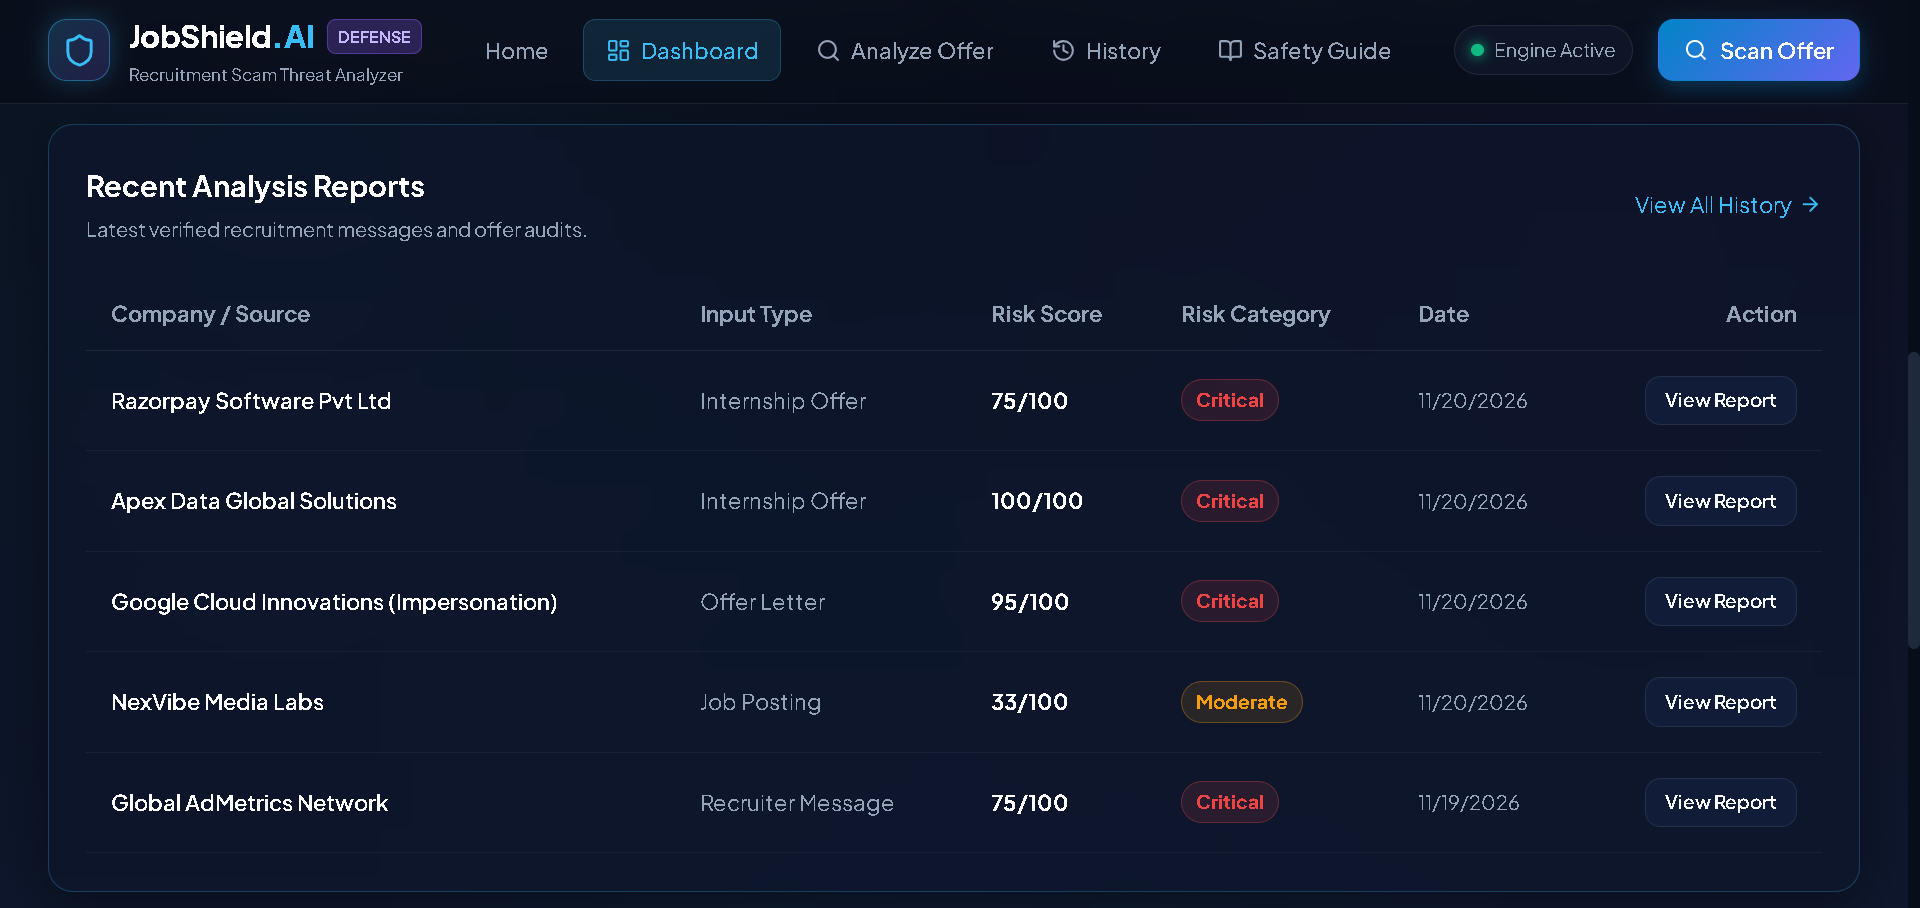 JobShield.AI DEFENSE
Recruitment Scam Threat Analyzer
Home Dashboard Analyze Offer History Safety Guide Engine Active Scan Offer
Recent Analysis Reports
Latest verified recruitment messages and offer audits.
View All History →
Company / Source Input Type Risk Score Risk Category Date Action
Razorpay Software Pvt Ltd Internship Offer 75/100 Critical 11/20/2026 View Report
Apex Data Global Solutions Internship Offer 100/100 Critical 11/20/2026 View Report
Google Cloud Innovations (Impersonation) Offer Letter 95/100 Critical 11/20/2026 View Report
NexVibe Media Labs Job Posting 33/100 Moderate 11/20/2026 View Report
Global AdMetrics Network Recruiter Message 75/100 Critical 11/19/2026 View Report